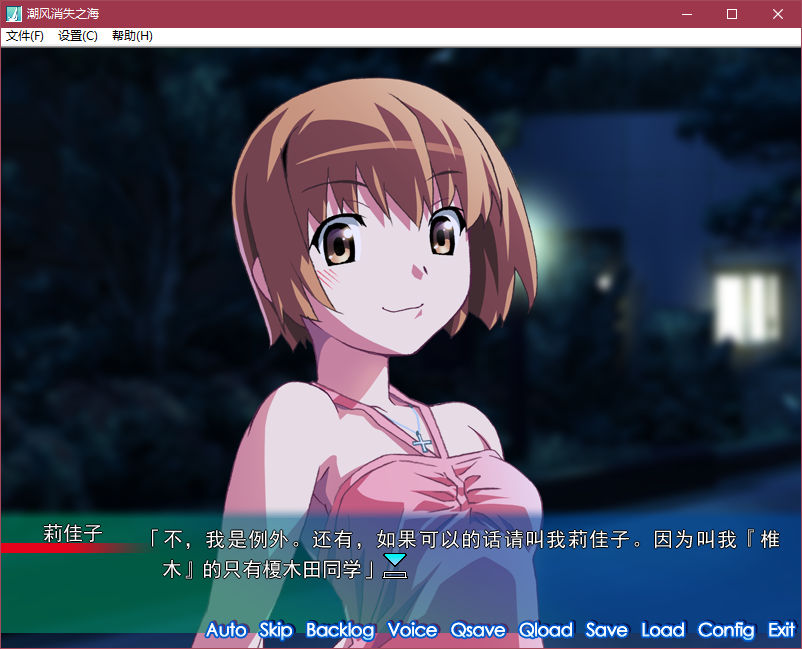 潮风消失之海
文件(F) 设置(C) 帮助(H)
莉佳子
「不，我是例外。还有，如果可以的话请叫我莉佳子。因为叫我『椎
木』的只有榎木田同学」
Auto Skip Backlog Voice Qsave Qload Save Load Config Exit